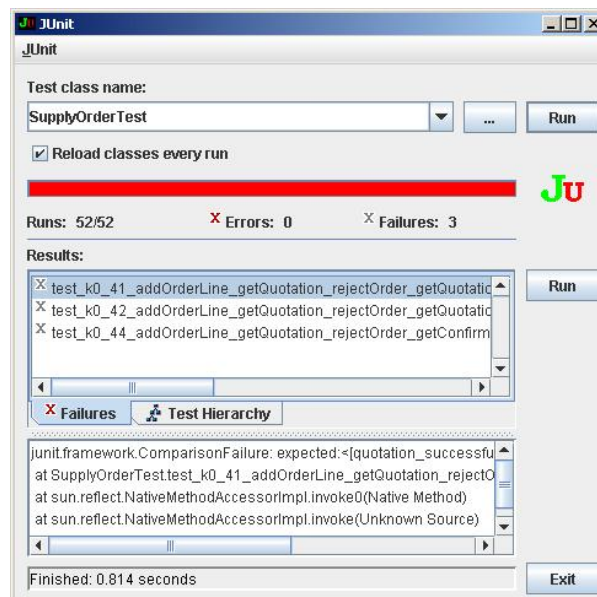 JUnit
JUnit
Test class name:
SupplyOrderTest
...
Run
Reload classes every run
JU
Runs: 52/52
X Errors: 0
X Failures: 3
Results:
X test_k0_41_addOrderLine_getQuotation_rejectOrder_getQuotatic
X test_k0_42_addOrderLine_getQuotation_rejectOrder_getQuotatic
X test_k0_44_addOrderLine_getQuotation_rejectOrder_getConfirm
Run
X Failures
Test Hierarchy
junit.framework.ComparisonFailure: expected:<[quotation_successfu
at SupplyOrderTest.test_k0_41_addOrderLine_getQuotation_rejectO
at sun.reflect.NativeMethodAccessorImpl.invoke0(Native Method)
at sun.reflect.NativeMethodAccessorImpl.invoke(Unknown Source)
Finished: 0.814 seconds
Exit